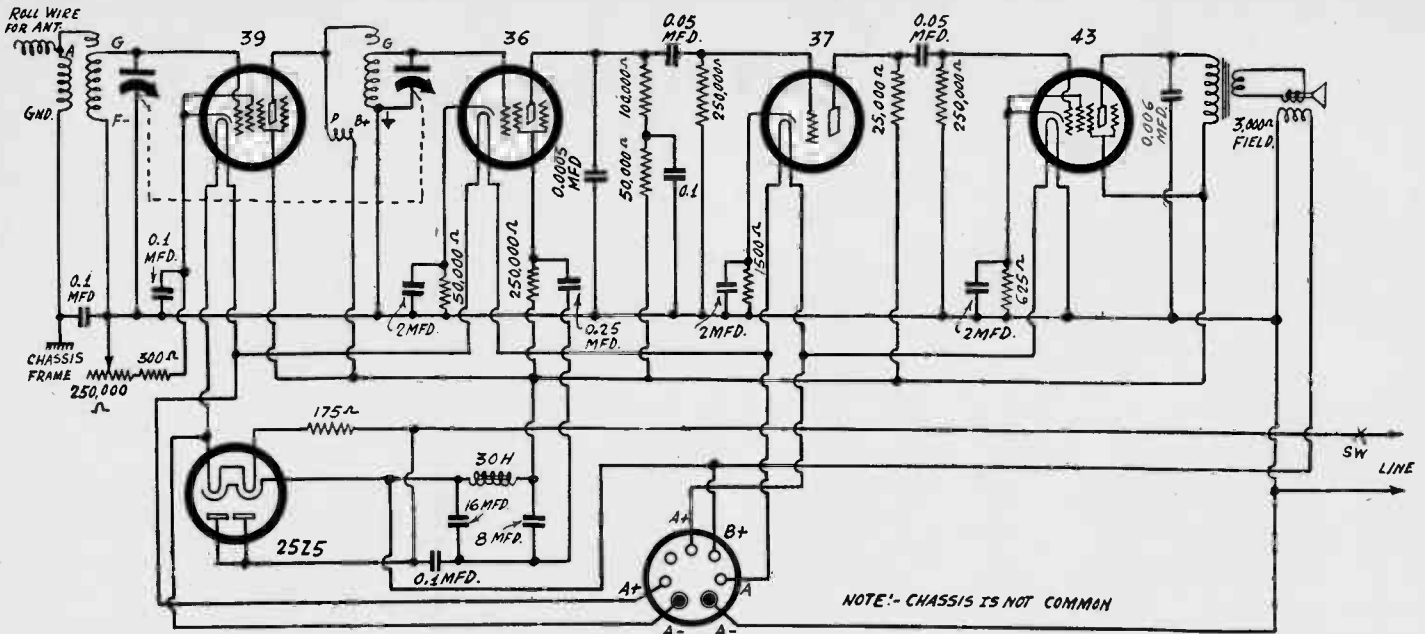 ROLL WIRE
FOR ANT.
A
G
39
GND.
F-
G
P
B+
36
0.05
MFD.
100,000Ω
250,000Ω
37
0.05
MFD.
25,000Ω
250,000Ω
43
0.006
MFD.
3,000Ω
FIELD.
0.0005
MFD
50,000Ω
0.1
0.1
MFD.
0.1
MFD
2MFD.
50,000Ω
250,000Ω
0.25
MFD.
2MFD.
1500Ω
2MFD.
625Ω
CHASSIS
FRAME
300Ω
250,000
Ω
175Ω
30H
16MFD.
8MFD.
25Z5
0.1MFD.
SW
LINE
A+
B+
A+
A
A-
A-
NOTE:- CHASSIS IS NOT COMMON